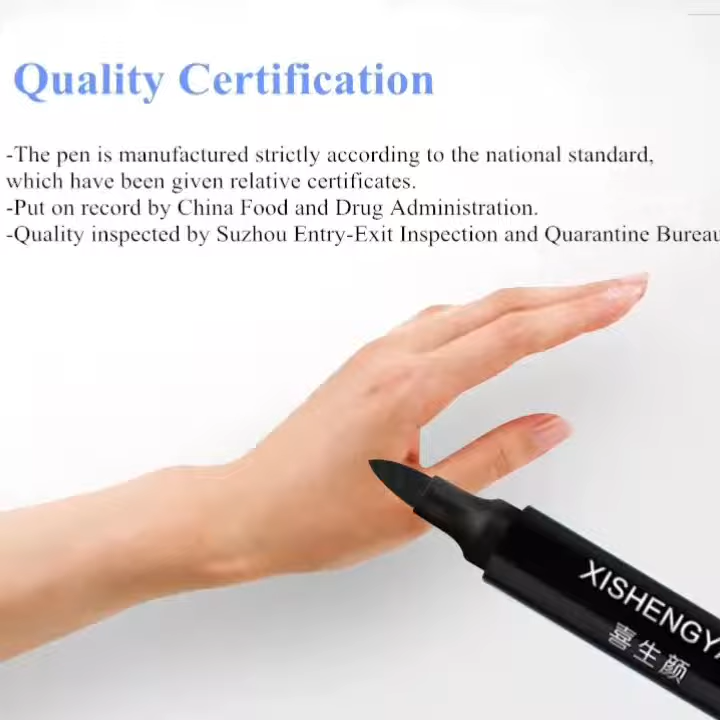 Quality Certification
-The pen is manufactured strictly according to the national standard,
which have been given relative certificates.
-Put on record by China Food and Drug Administration.
-Quality inspected by Suzhou Entry-Exit Inspection and Quarantine Bureau
XISHENGYA
喜生颜